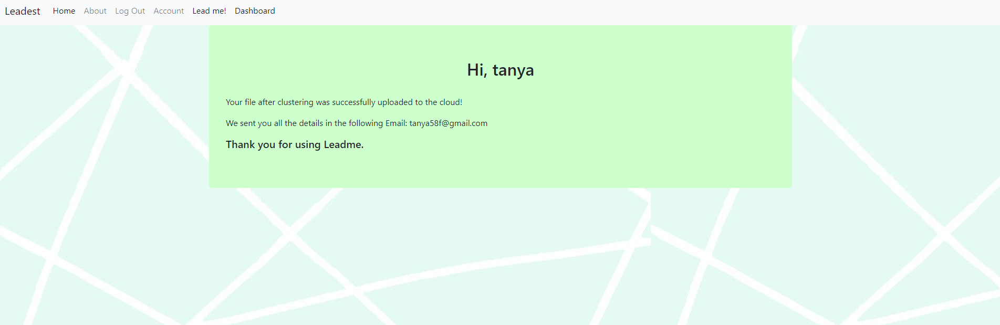 Leadest Home About Log Out Account Lead me! Dashboard
Hi, tanya
Your file after clustering was successfully uploaded to the cloud!
We sent you all the details in the following Email: tanya58f@gmail.com
Thank you for using Leadme.